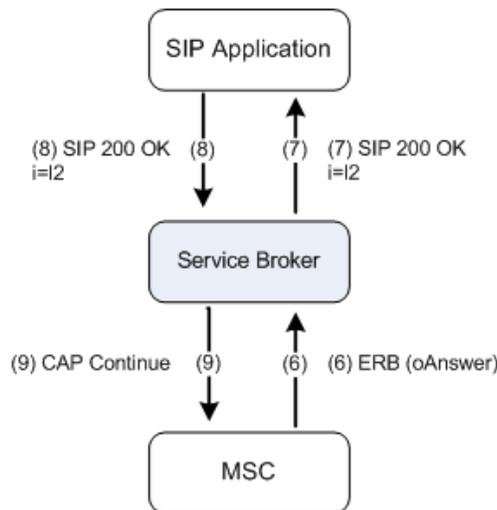 SIP Application
(8) SIP 200 OK
i=I2
(8)
(7)
(7) SIP 200 OK
i=I2
Service Broker
(9) CAP Continue
(9)
(6)
(6) ERB (oAnswer)
MSC